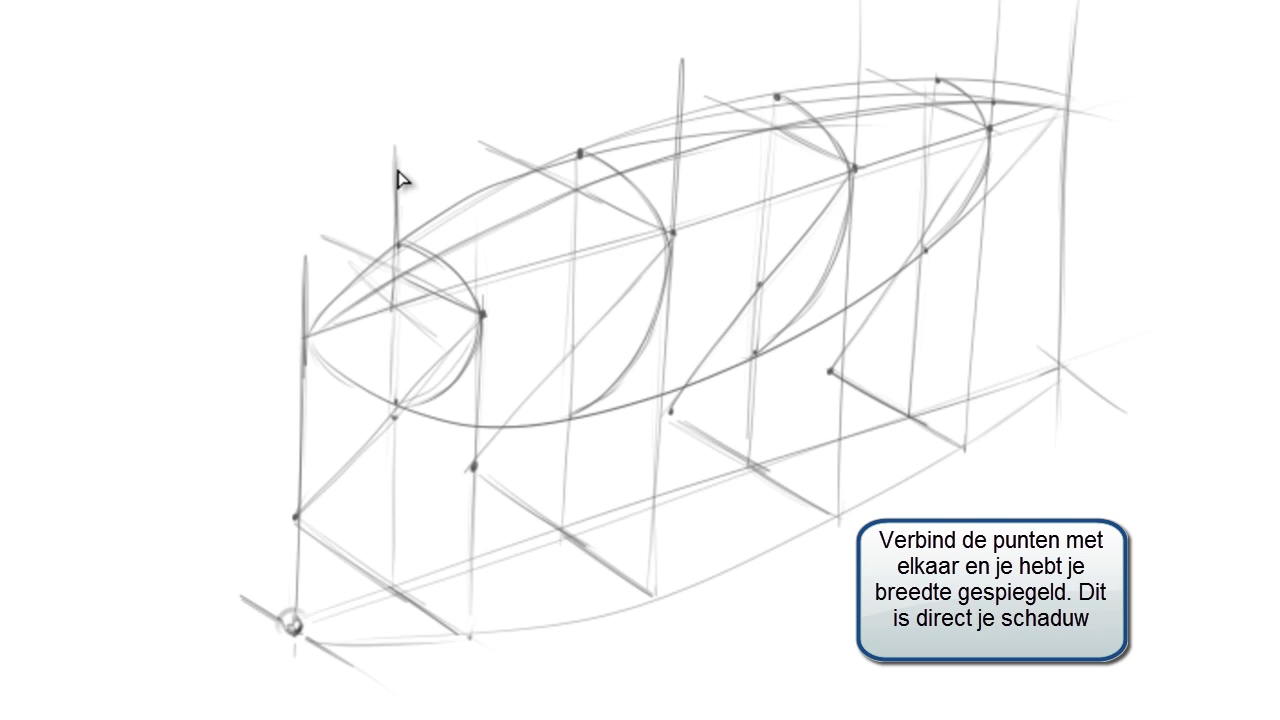 Verbind de punten met
elkaar en je hebt je
breedte gespiegeld. Dit
is direct je schaduw